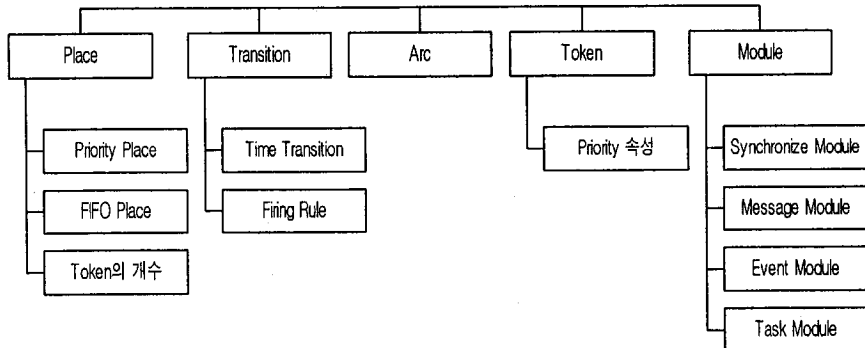 Place
Transition
Arc
Token
Module
Priority Place
Time Transition
Priority 속성
Synchronize Module
FIFO Place
Firing Rule
Message Module
Token의 개수
Event Module
Task Module